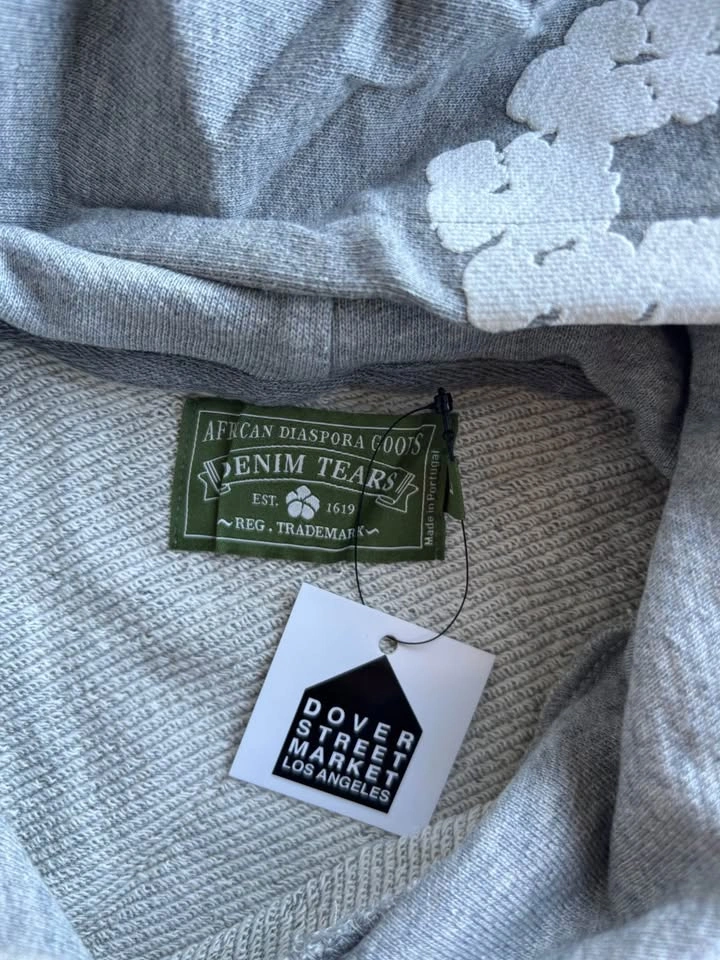 AFRICAN DIASPORA GOODS
DENIM TEARS
EST. 1619
REG. TRADEMARK
Made in Portugal
DOVER
STREET
MARKET
LOS ANGELES